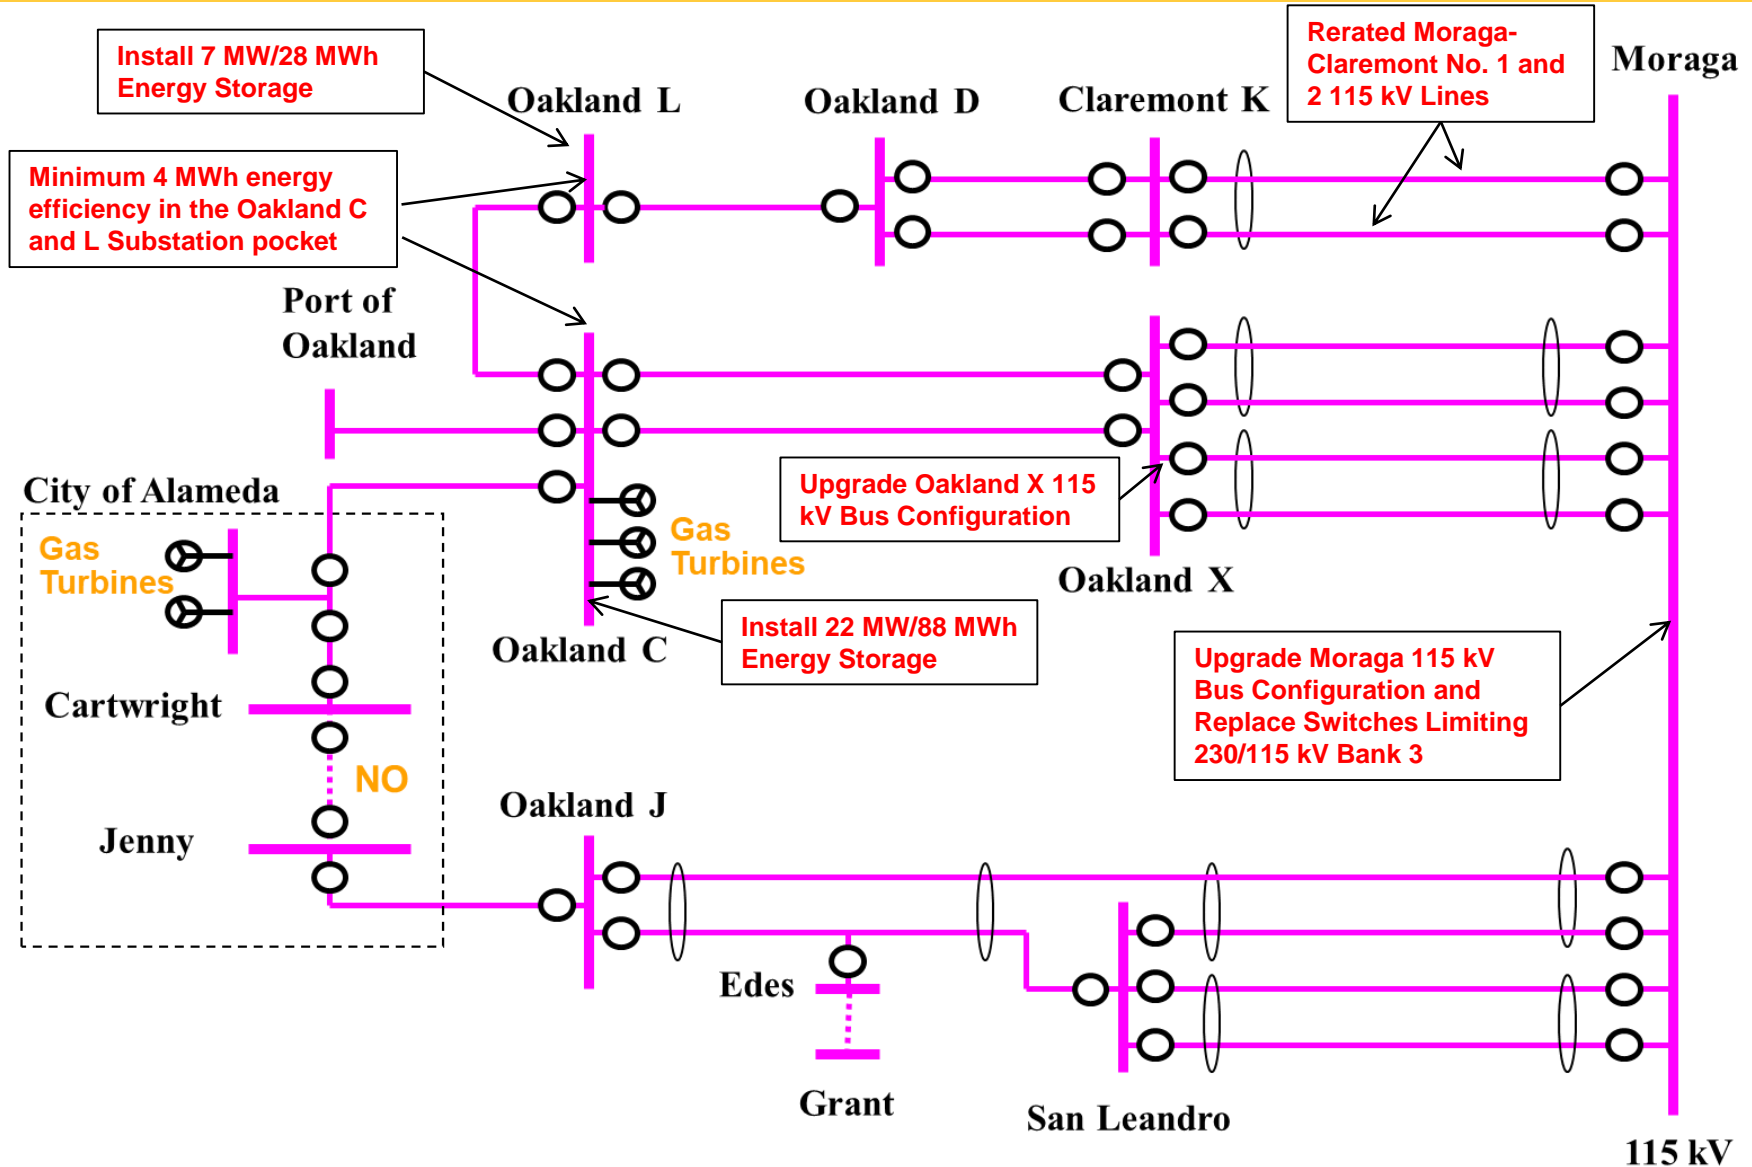 Install 7 MW/28 MWh
Energy Storage
Rerated Moraga-
Claremont No. 1 and
2 115 kV Lines
Moraga
Oakland L
Oakland D
Claremont K
Minimum 4 MWh energy
efficiency in the Oakland C
and L Substation pocket
Port of
Oakland
City of Alameda
Gas
Turbines
Gas
Turbines
Upgrade Oakland X 115
kV Bus Configuration
Oakland X
Oakland C
Install 22 MW/88 MWh
Energy Storage
Upgrade Moraga 115 kV
Bus Configuration and
Replace Switches Limiting
230/115 kV Bank 3
Cartwright
NO
Jenny
Oakland J
Edes
Grant
San Leandro
115 kV